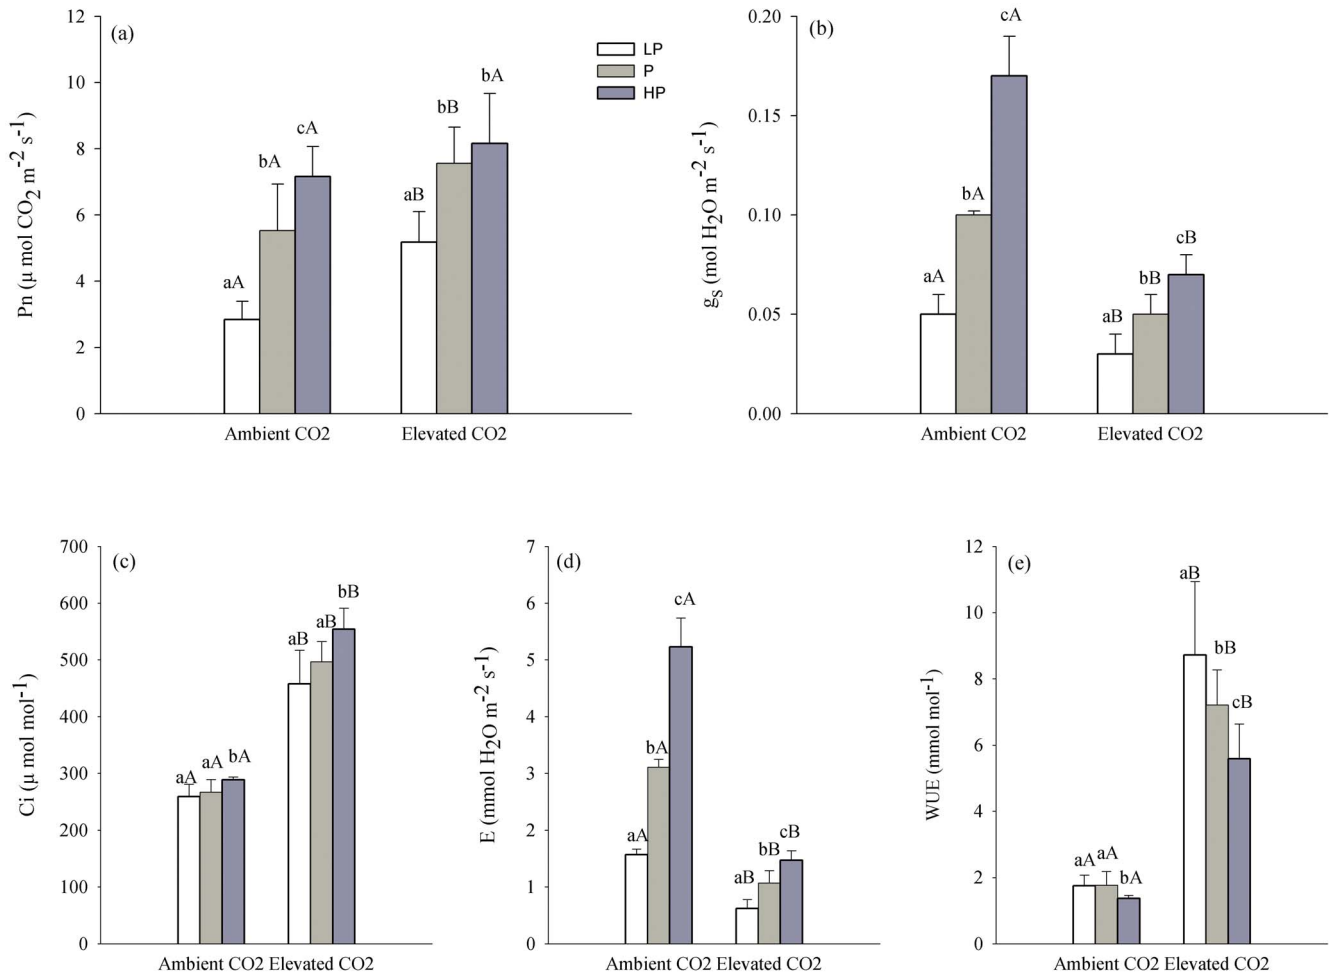 (a)
12
10
8
6
4
2
0
Pn (μ mol CO2 m-2 s-1)
aA
bA
cA
aB
bB
bA
Ambient CO2
Elevated CO2
LP
P
HP
(b)
0.20
0.15
0.10
0.05
0.00
gs (mol H2O m-2 s-1)
aA
bA
cA
aB
bB
cB
Ambient CO2
Elevated CO2
(c)
700
600
500
400
300
200
100
0
Ci (μ mol mol-1)
aA
aA
bA
aB
aB
bB
Ambient CO2
Elevated CO2
(d)
7
6
5
4
3
2
1
0
E (mmol H2O m-2 s-1)
aA
bA
cA
aB
bB
cB
Ambient CO2
Elevated CO2
(e)
12
10
8
6
4
2
0
WUE (mmol mol-1)
aA
aA
bA
aB
bB
cB
Ambient CO2
Elevated CO2